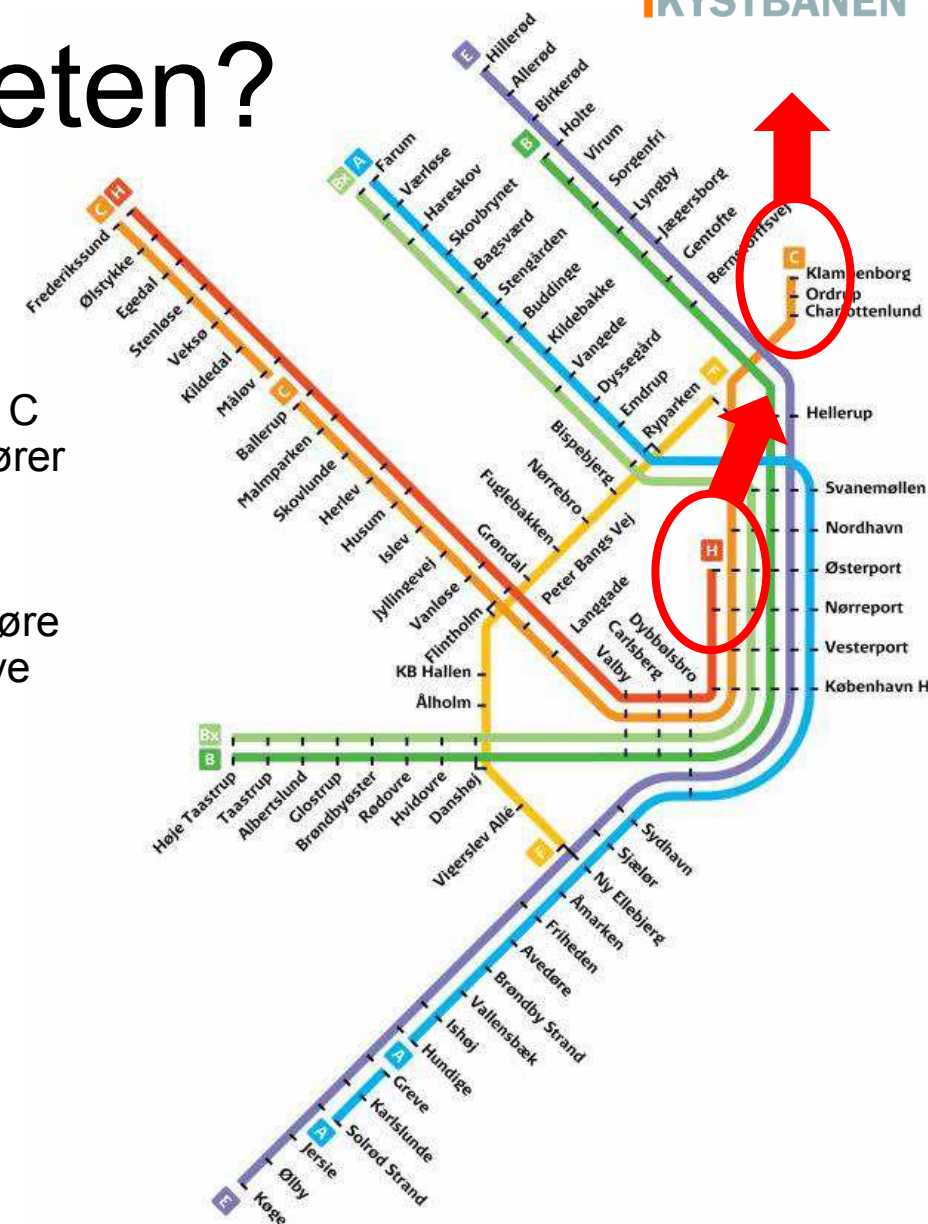 KYSTBANEN
eten?
C
ører
øre
ve
E
Hillerød
Allerød
Birkerød
Holte
B
Virum
Sorgenfri
Lyngby
Jægersborg
Gentofte
Bernstorffsvej
Bx
A
Farum
Værløse
Hareskov
Skovbrynet
Bagsværd
Stengården
Buddinge
Kildebakke
Vangede
Dyssegård
Emdrup
C
H
Frederikssund
Ølstykke
Egedal
Stenløse
Veksø
Kildedal
Måløv
C
Ballerup
Malmparken
Skovlunde
Herlev
Husum
Islev
Jyllingevej
Vanløse
Flintholm
C
Klampenborg
Ordrup
Charlottenlund
F
Ryparken
Bispebjerg
Nørrebro
Fuglebakken
Grøndal
Peter Bangs Vej
Langgade
Valby
Carlsberg
Dybbølsbro
Hellerup
Svanemøllen
Nordhavn
H
Østerport
Nørreport
Vesterport
København H
KB Hallen
Ålholm
Bx
B
Høje Taastrup
Taastrup
Albertslund
Glostrup
Brøndbyøster
Rødovre
Hvidovre
Danshøj
Vigerslev Allé
F
Sydhavn
Sjælør
Ny Ellebjerg
Åmarken
Friheden
Avedøre
Brøndby Strand
Vallensbæk
Ishøj
Hundige
A
Greve
Karlslunde
Solrød Strand
A
Jersie
Ølby
Køge
E